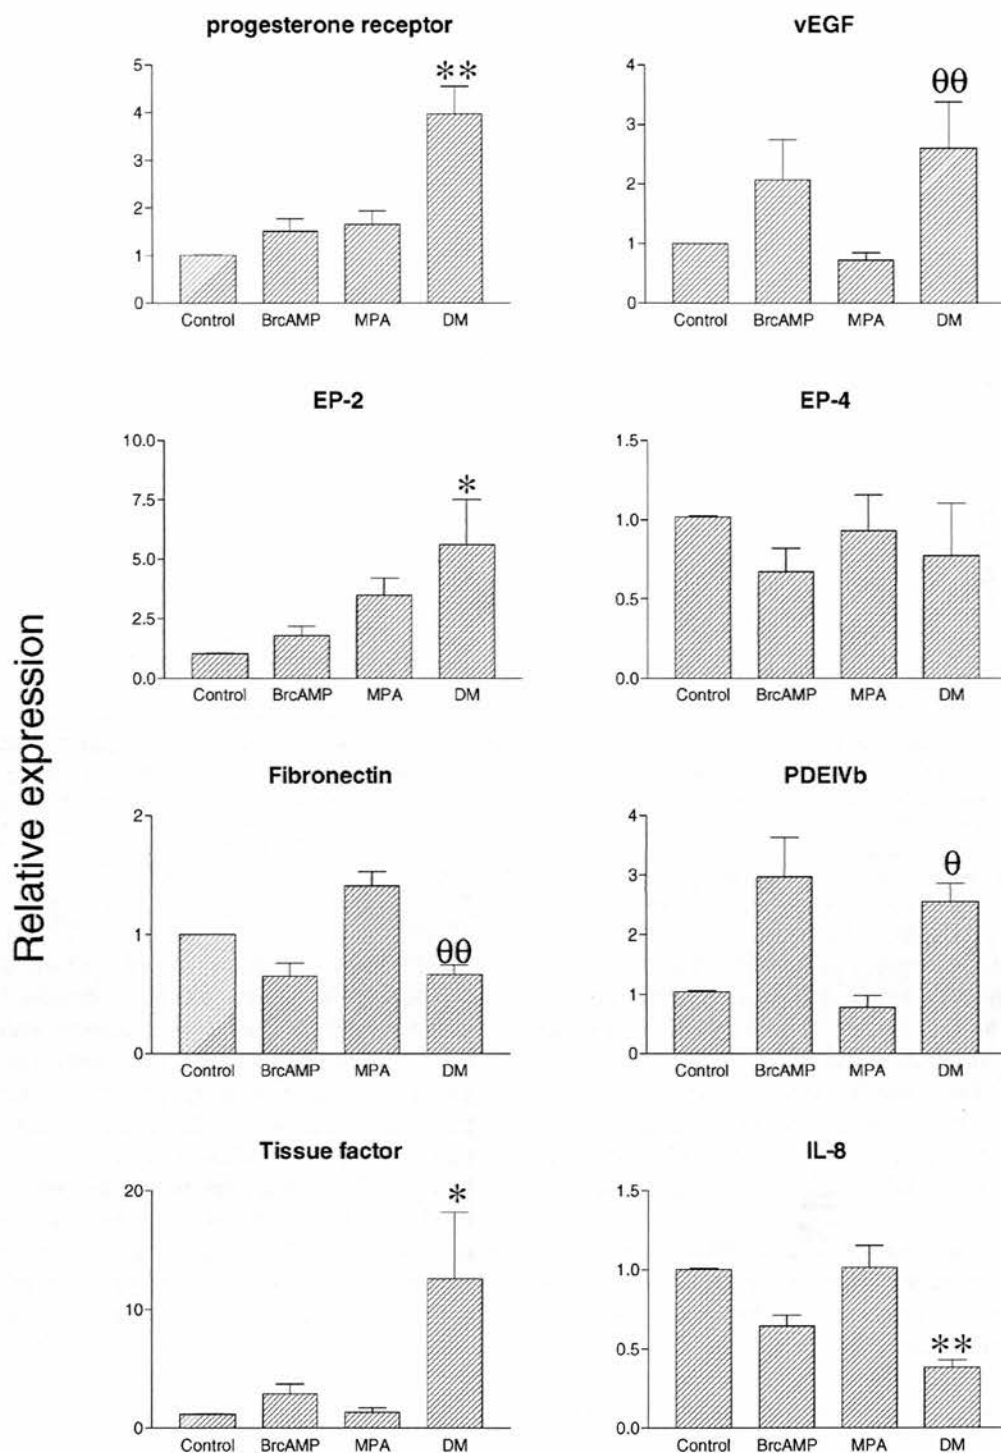 progesterone receptor
5
4
3
2
1
0
**
Control BrcAMP MPA DM
vEGF
4
3
2
1
0
θθ
Control BrcAMP MPA DM
EP-2
10.0
7.5
5.0
2.5
0.0
*
Control BrcAMP MPA DM
EP-4
1.5
1.0
0.5
0.0
Control BrcAMP MPA DM
Relative expression
Fibronectin
2
1
0
θθ
Control BrcAMP MPA DM
PDEIVb
4
3
2
1
0
θ
Control BrcAMP MPA DM
Tissue factor
20
10
0
*
Control BrcAMP MPA DM
IL-8
1.5
1.0
0.5
0.0
**
Control BrcAMP MPA DM